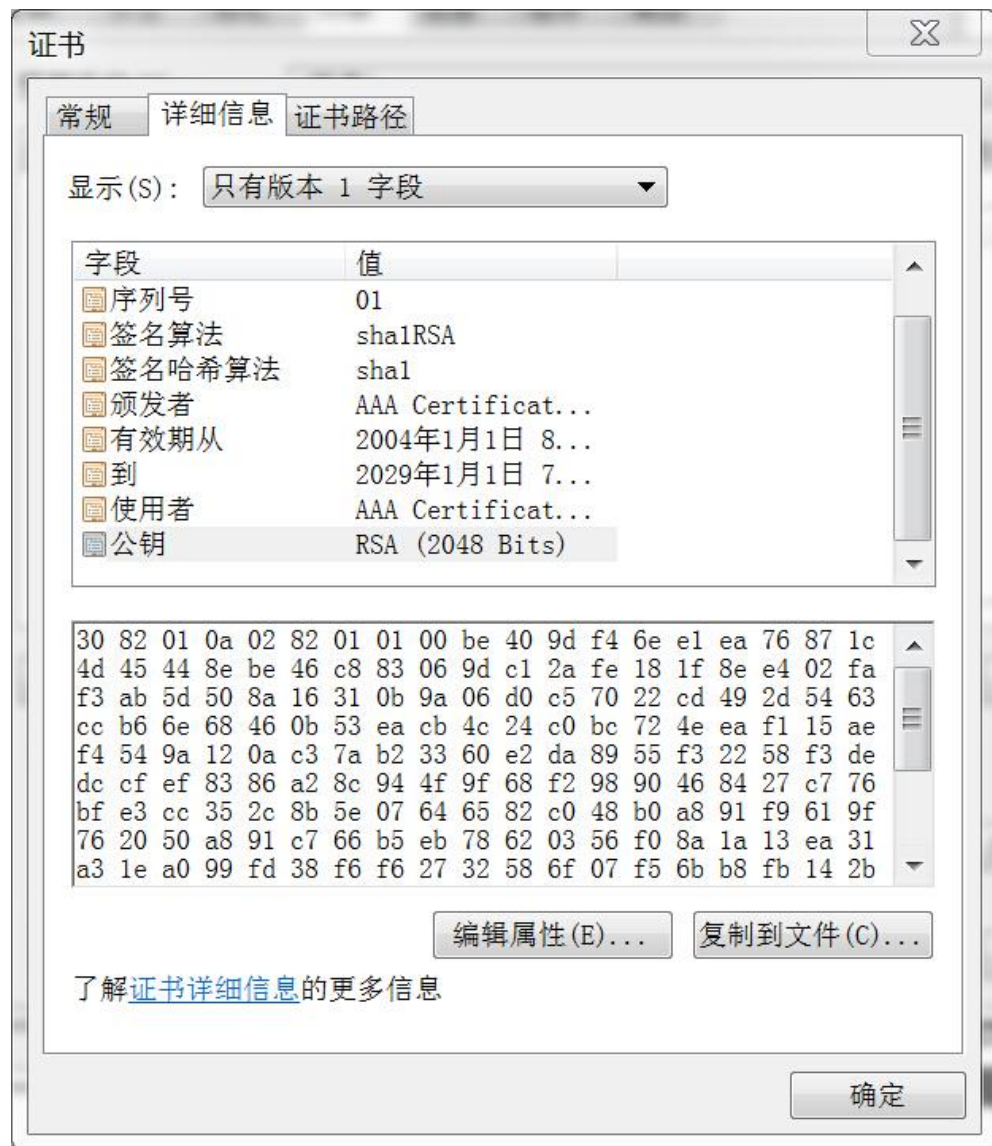 证书
常规 详细信息 证书路径
显示(S): 只有版本 1 字段
字段 值
序列号 01
签名算法 sha1RSA
签名哈希算法 sha1
颁发者 AAA Certificat...
有效期从 2004年1月1日 8...
到 2029年1月1日 7...
使用者 AAA Certificat...
公钥 RSA (2048 Bits)
30 82 01 0a 02 82 01 01 00 be 40 9d f4 6e e1 ea 76 87 1c
4d 45 44 8e be 46 c8 83 06 9d c1 2a fe 18 1f 8e e4 02 fa
f3 ab 5d 50 8a 16 31 0b 9a 06 d0 c5 70 22 cd 49 2d 54 63
cc b6 6e 68 46 0b 53 ea cb 4c 24 c0 bc 72 4e ea f1 15 ae
f4 54 9a 12 0a c3 7a b2 33 60 e2 da 89 55 f3 22 58 f3 de
dc cf ef 83 86 a2 8c 94 4f 9f 68 f2 98 90 46 84 27 c7 76
bf e3 cc 35 2c 8b 5e 07 64 65 82 c0 48 b0 a8 91 f9 61 9f
76 20 50 a8 91 c7 66 b5 eb 78 62 03 56 f0 8a 1a 13 ea 31
a3 1e a0 99 fd 38 f6 f6 27 32 58 6f 07 f5 6b b8 fb 14 2b
编辑属性(E)... 复制到文件(C)...
了解证书详细信息的更多信息
确定